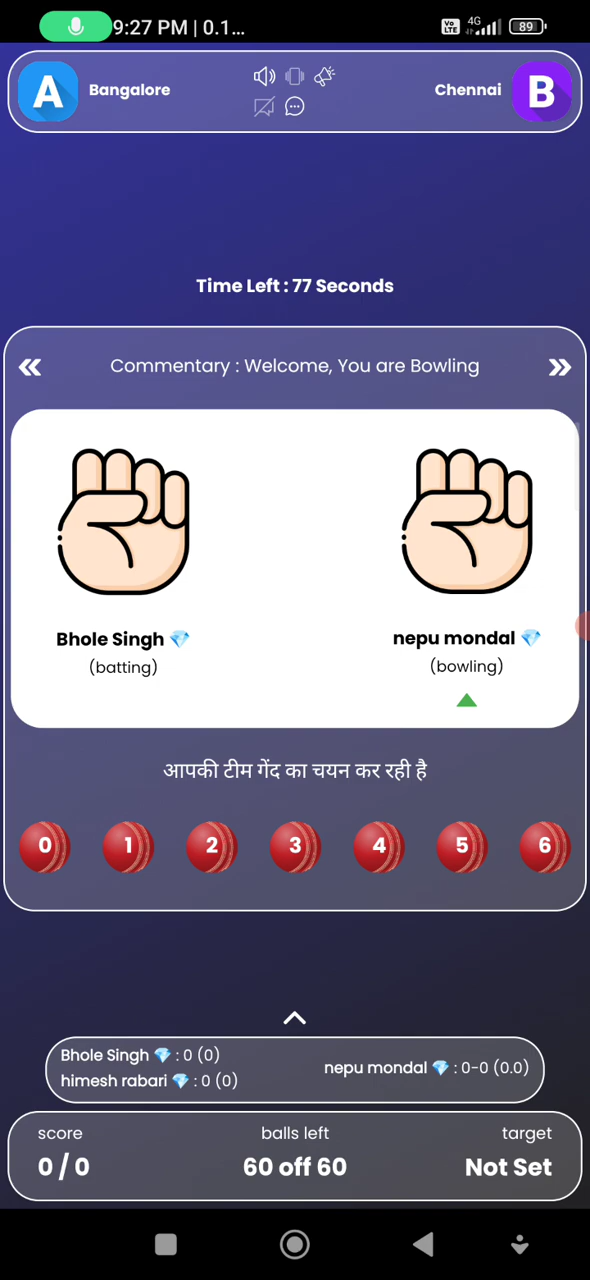 9:27 PM | 0.1...
Vo LTE 4G 89
A Bangalore Chennai B
Time Left : 77 Seconds
Commentary : Welcome, You are Bowling
Bhole Singh 💎 nepu mondal 💎
(batting) (bowling)
आपकी टीम गेंद का चयन कर रही है
0 1 2 3 4 5 6
Bhole Singh 💎 : 0 (0)
himesh rabari 💎 : 0 (0)
nepu mondal 💎 : 0-0 (0.0)
score balls left target
0 / 0 60 off 60 Not Set